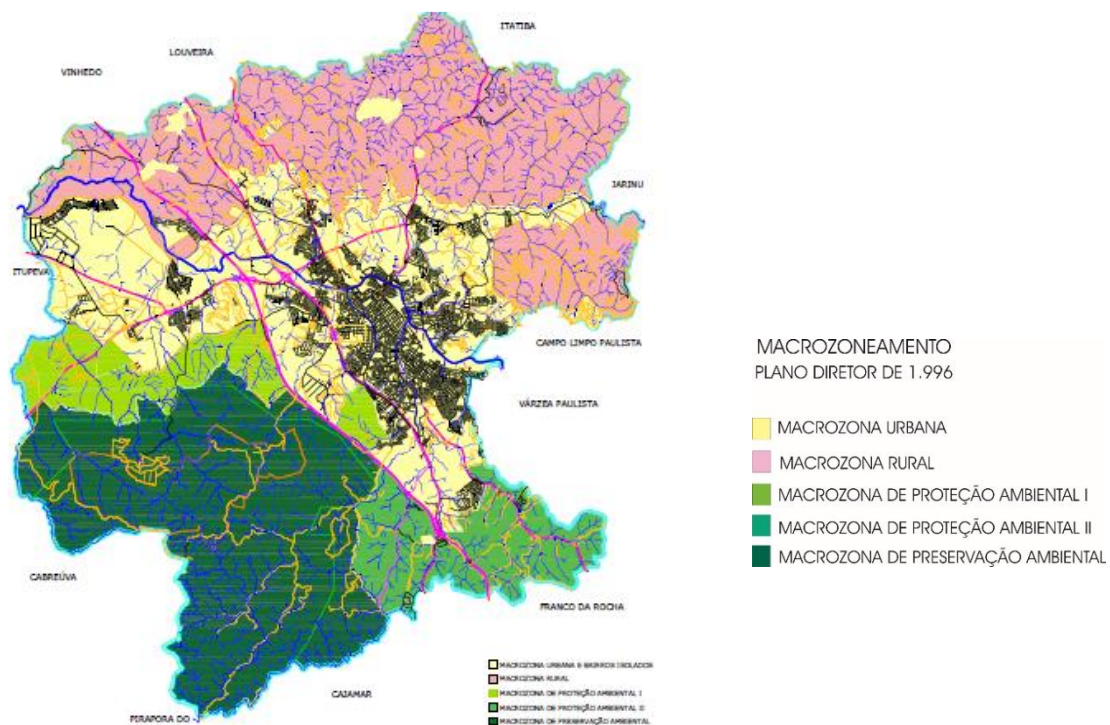 ITATIBA
LOUVEIRA
VINHEDO
JARINU
ITUPEVA
CAMPO LIMPO PAULISTA
VÁRZEA PAULISTA
CABREÚVA
FRANCO DA ROCHA
CAJAMAR
PIRAPORA DO
MACROZONA URBANA E BAIRROS ISOLADOS
MACROZONA RURAL
MACROZONA DE PROTEÇÃO AMBIENTAL I
MACROZONA DE PROTEÇÃO AMBIENTAL II
MACROZONA DE PRESERVAÇÃO AMBIENTAL
MACROZONEAMENTO
PLANO DIRETOR DE 1.996
MACROZONA URBANA
MACROZONA RURAL
MACROZONA DE PROTEÇÃO AMBIENTAL I
MACROZONA DE PROTEÇÃO AMBIENTAL II
MACROZONA DE PRESERVAÇÃO AMBIENTAL